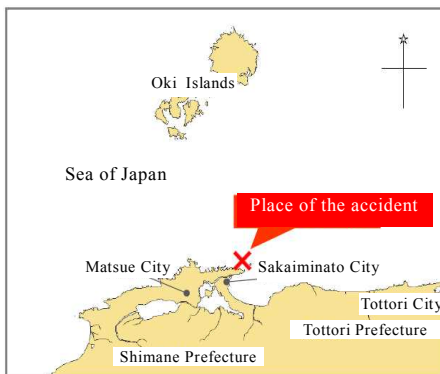 Oki Islands
Sea of Japan
Place of the accident
Matsue City
Sakaiminato City
Tottori City
Tottori Prefecture
Shimane Prefecture